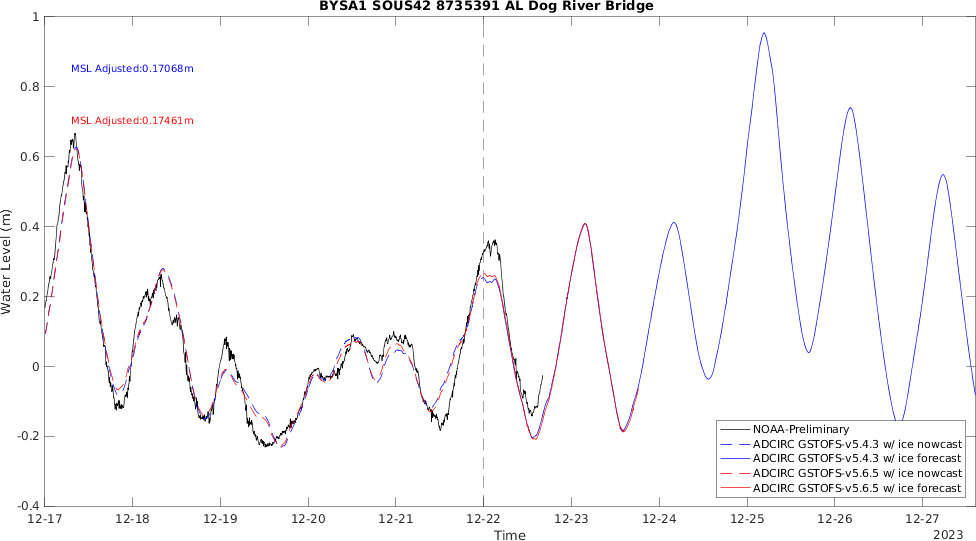 BYSA1 SOUS42 8735391 AL Dog River Bridge
1
0.8
0.6
0.4
0.2
0
-0.2
-0.4
Water Level (m)
MSL Adjusted:0.17068m
MSL Adjusted:0.17461m
NOAA-Preliminary
ADCIRC GSTOFS-v5.4.3 w/ ice nowcast
ADCIRC GSTOFS-v5.4.3 w/ ice forecast
ADCIRC GSTOFS-v5.6.5 w/ ice nowcast
ADCIRC GSTOFS-v5.6.5 w/ ice forecast
12-17 12-18 12-19 12-20 12-21 12-22 12-23 12-24 12-25 12-26 12-27
Time
2023